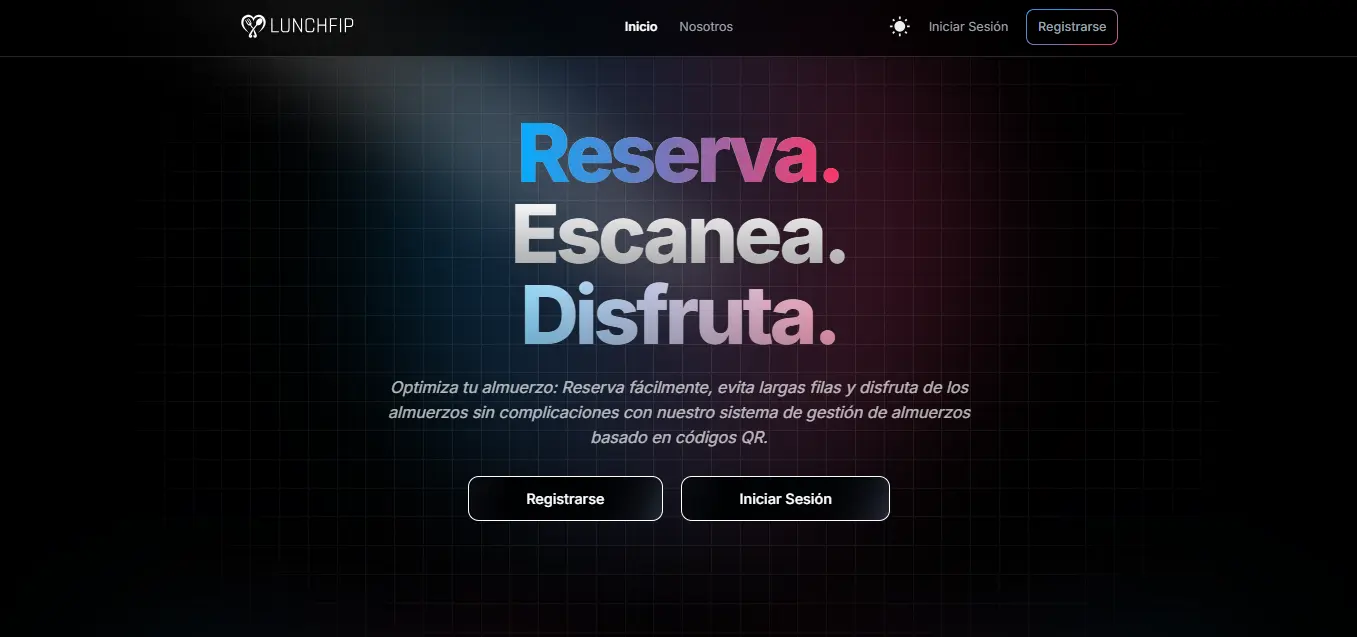 LUNCHFIP
Inicio
Nosotros
Iniciar Sesión
Registrarse
Reserva.
Escanea.
Disfruta.
Optimiza tu almuerzo: Reserva fácilmente, evita largas filas y disfruta de los
almuerzos sin complicaciones con nuestro sistema de gestión de almuerzos
basado en códigos QR.
Registrarse
Iniciar Sesión